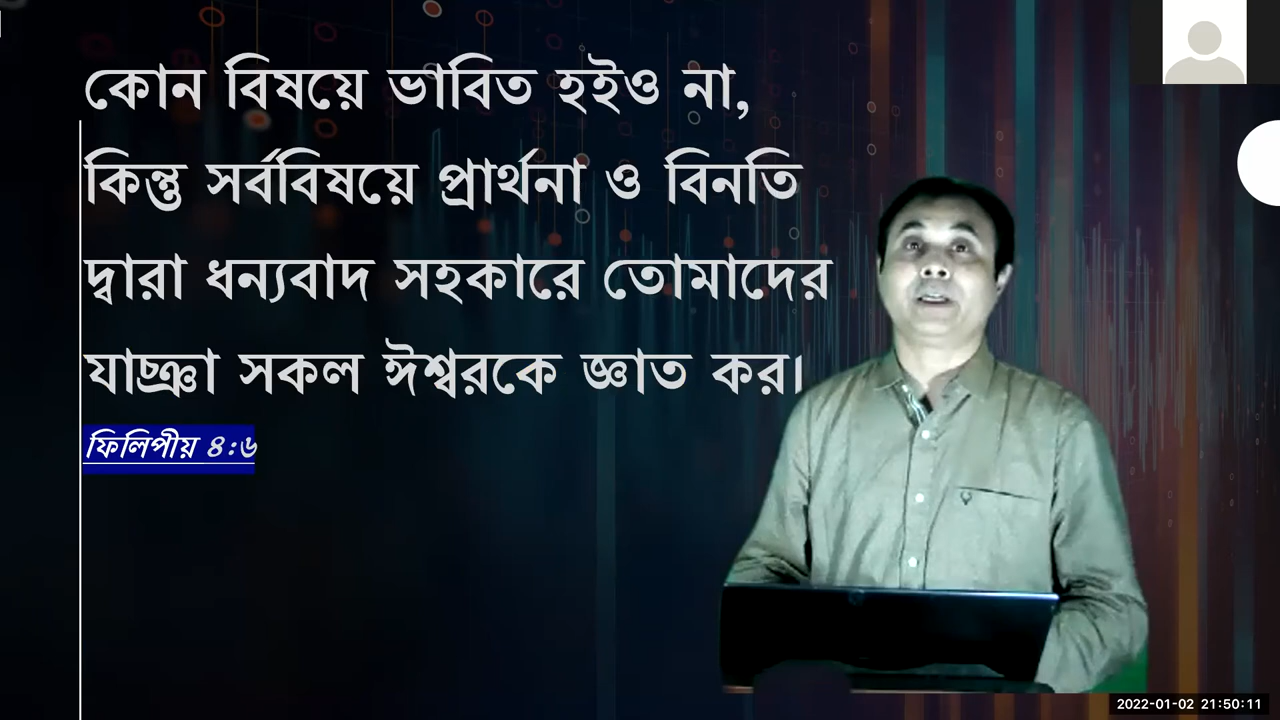 কোন বিষয়ে ভাবিত হইও না,
কিন্তু সর্ববিষয়ে প্রার্থনা ও বিনতি
দ্বারা ধন্যবাদ সহকারে তোমাদের
যাচ্ঞা সকল ঈশ্বরকে জ্ঞাত কর।
ফিলিপীয় ৪:৬
2022-01-02 21:50:11